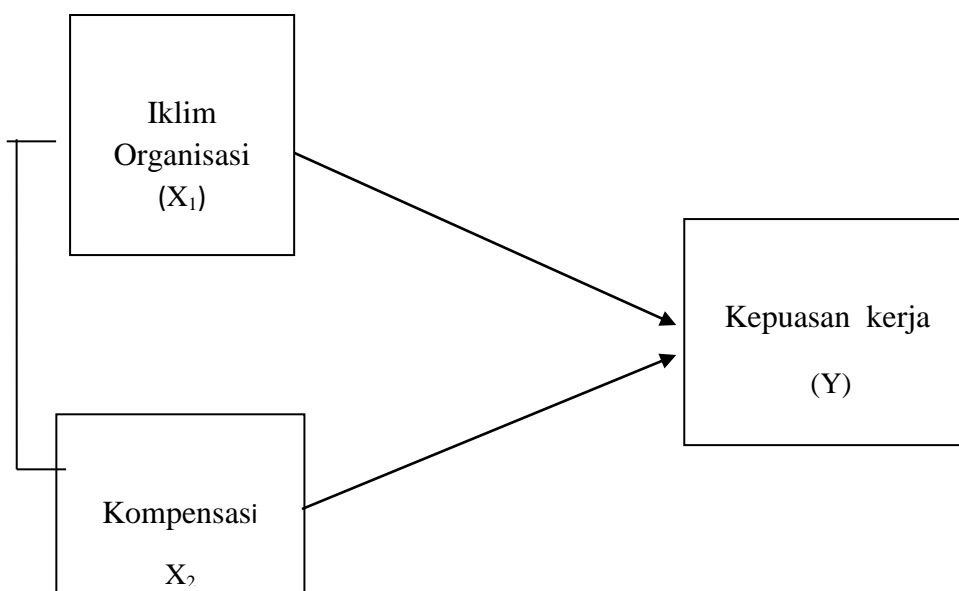 Iklim
Organisasi
(X₁)
Kepuasan kerja
(Y)
Kompensasi
X₂